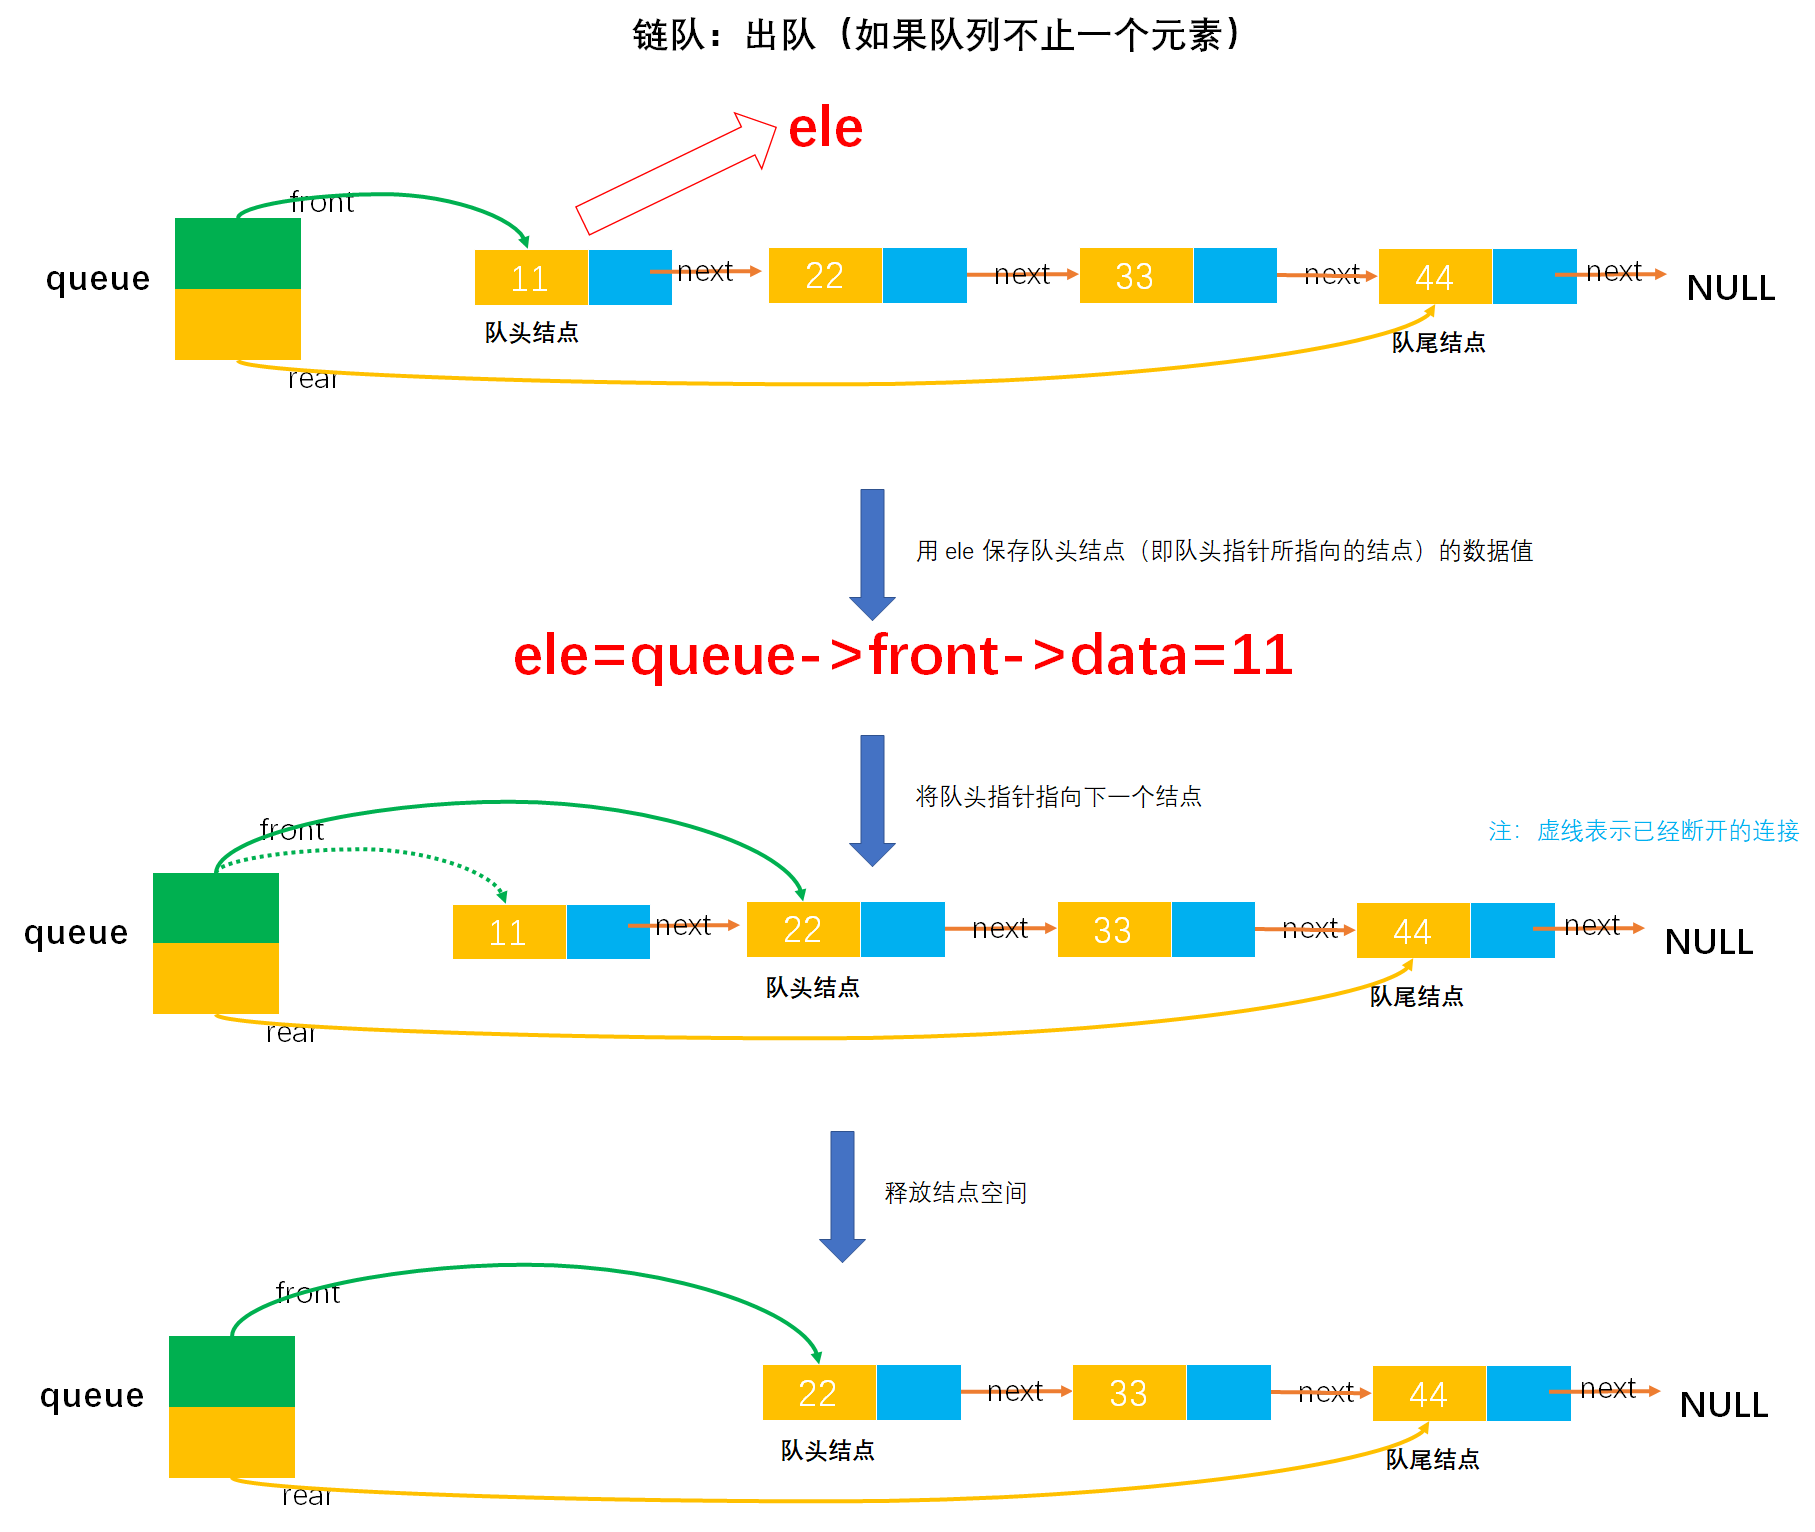 链队：出队（如果队列不止一个元素）
ele
front
queue
11 next 22 next 33 next 44 next NULL
队头结点 队尾结点
rear
用 ele 保存队头结点（即队头指针所指向的结点）的数据值
ele=queue->front->data=11
将队头指针指向下一个结点
注：虚线表示已经断开的连接
front
queue
11 next 22 next 33 next 44 next NULL
队头结点 队尾结点
rear
释放结点空间
front
queue
22 next 33 next 44 next NULL
队头结点 队尾结点
rear